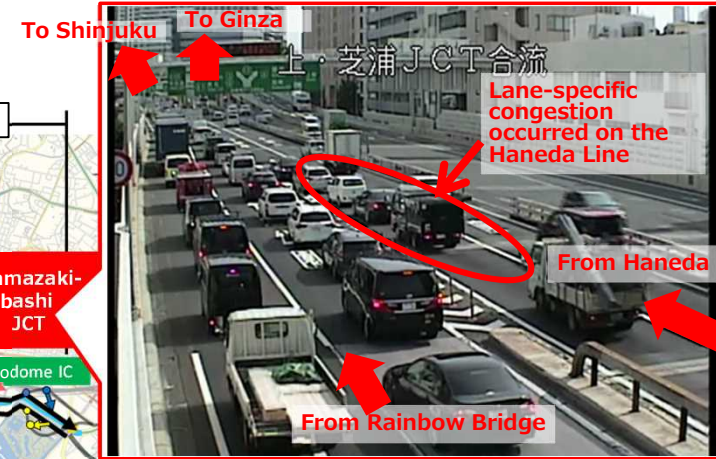 To Shinjuku
To Ginza
上・芝浦JCT合流
Lane-specific
congestion
occurred on the
Haneda Line
From Haneda
From Rainbow Bridge
mazaki-
bashi
JCT
odome IC